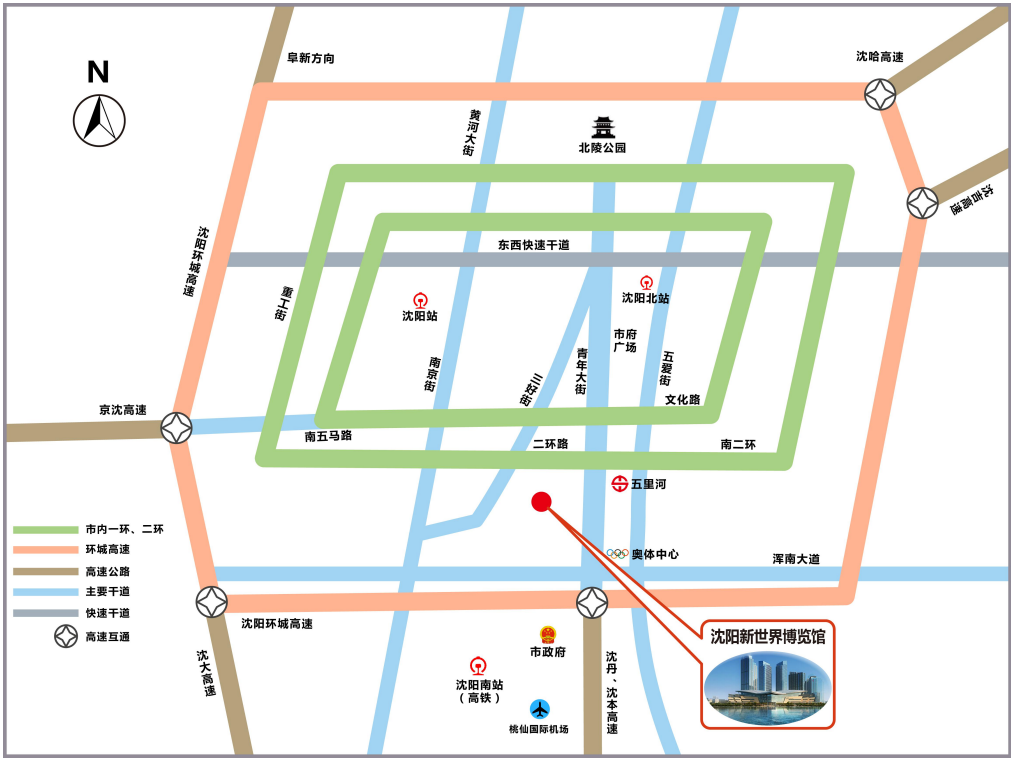 阜新方向
沈哈高速
N
黄河大街
北陵公园
沈吉高速
沈阳环城高速
东西快速干道
重工街
沈阳站
沈阳北站
市府
广场
南京街
三好街
青年大街
五爱街
文化路
京沈高速
南五马路
二环路
南二环
五里河
市内一环、二环
环城高速
高速公路
主要干道
快速干道
高速互通
奥体中心
浑南大道
沈阳环城高速
沈大高速
市政府
沈阳南站
（高铁）
桃仙国际机场
沈丹、沈本高速
沈阳新世界博览馆